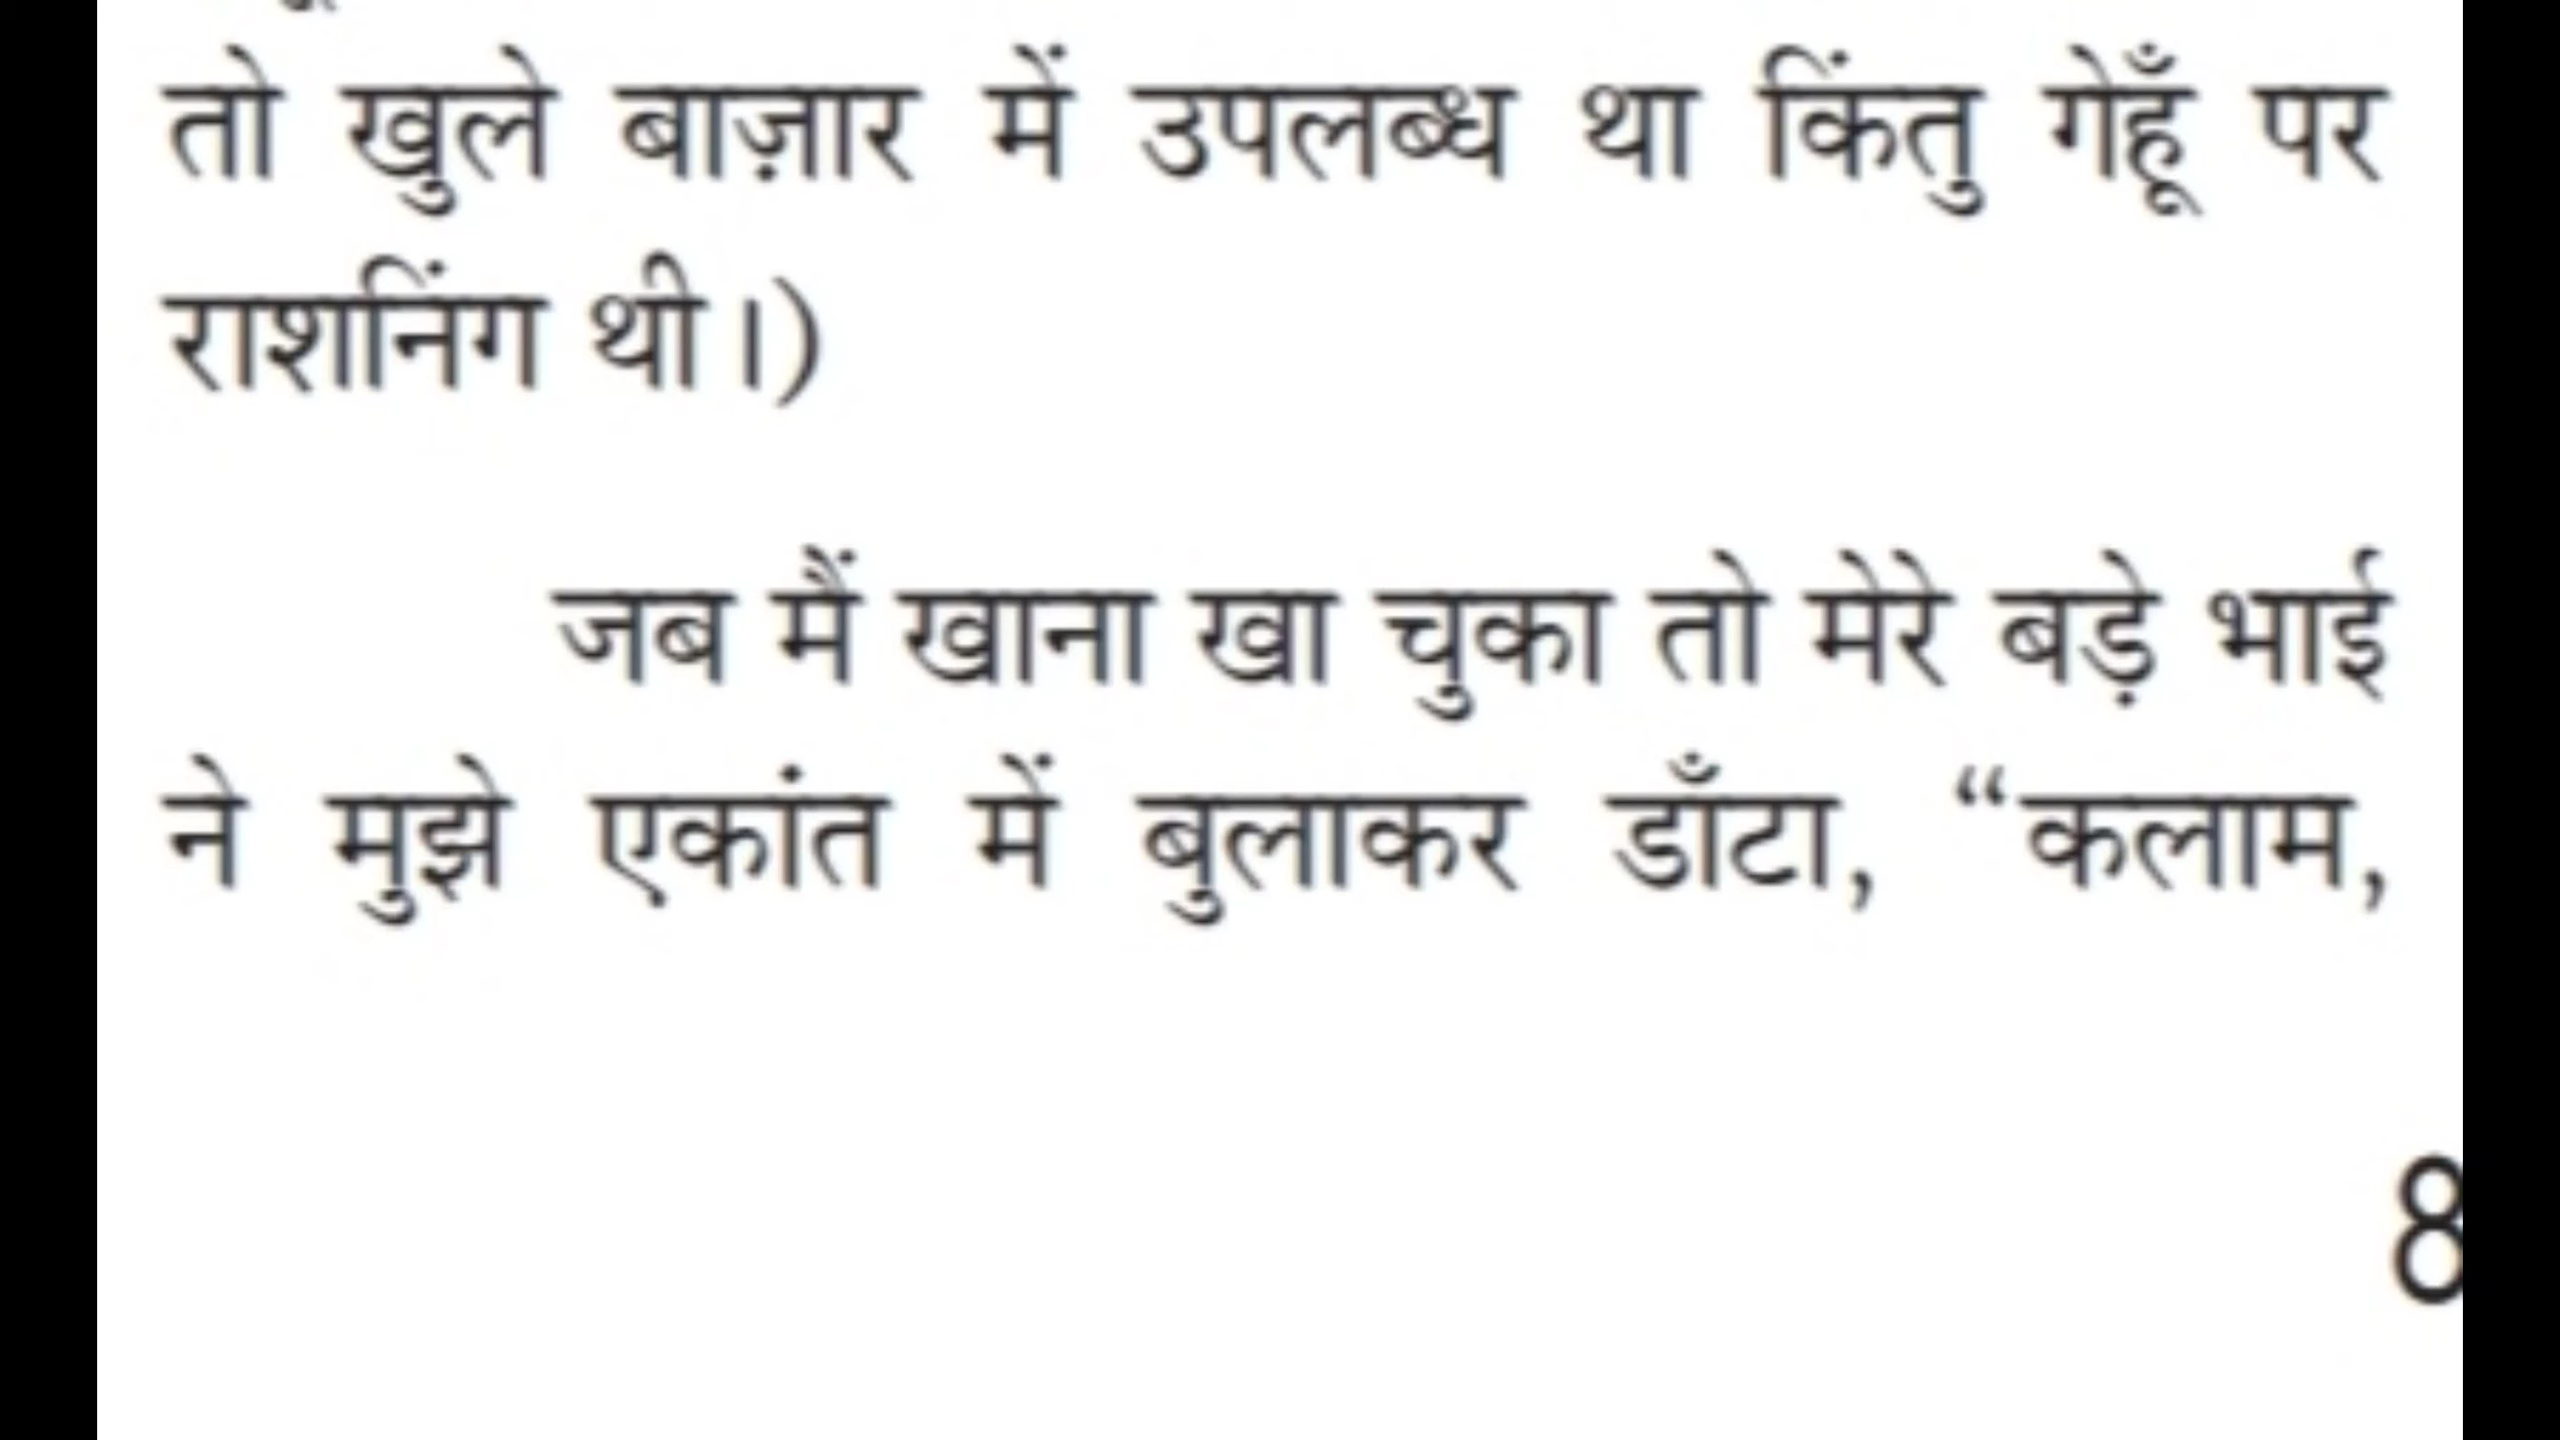 तो खुले बाज़ार में उपलब्ध था किंतु गेहूँ पर
राशनिंग थी।)
जब मैं खाना खा चुका तो मेरे बड़े भाई
ने मुझे एकांत में बुलाकर डाँटा, “कलाम,
8